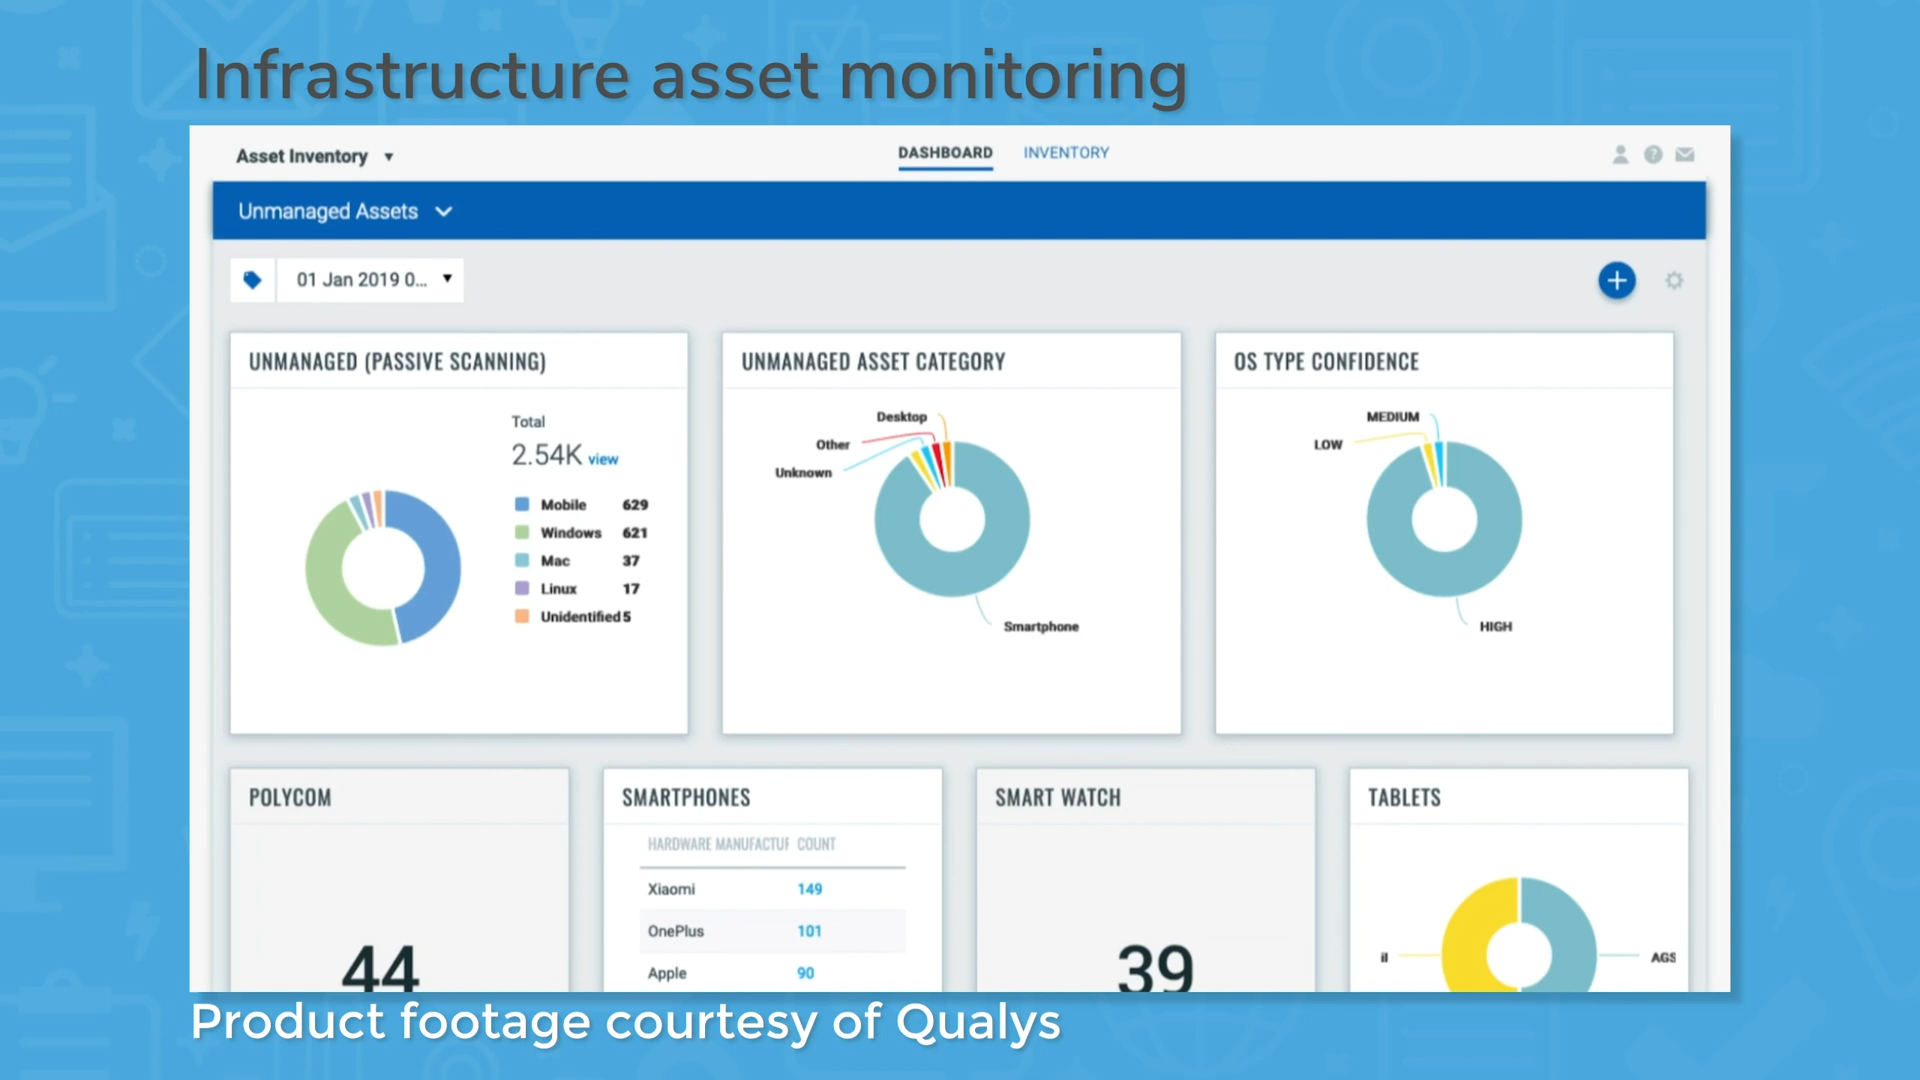 Infrastructure asset monitoring
Asset Inventory
DASHBOARD INVENTORY
Unmanaged Assets
01 Jan 2019 0...
UNMANAGED (PASSIVE SCANNING)
Total
2.54K view
Mobile 629
Windows 621
Mac 37
Linux 17
Unidentified 5
UNMANAGED ASSET CATEGORY
Desktop
Other
Unknown
Smartphone
OS TYPE CONFIDENCE
MEDIUM
LOW
HIGH
POLYCOM
44
SMARTPHONES
HARDWARE MANUFACTUR COUNT
Xiaomi 149
OnePlus 101
Apple 90
SMART WATCH
39
TABLETS
AGS
Product footage courtesy of Qualys